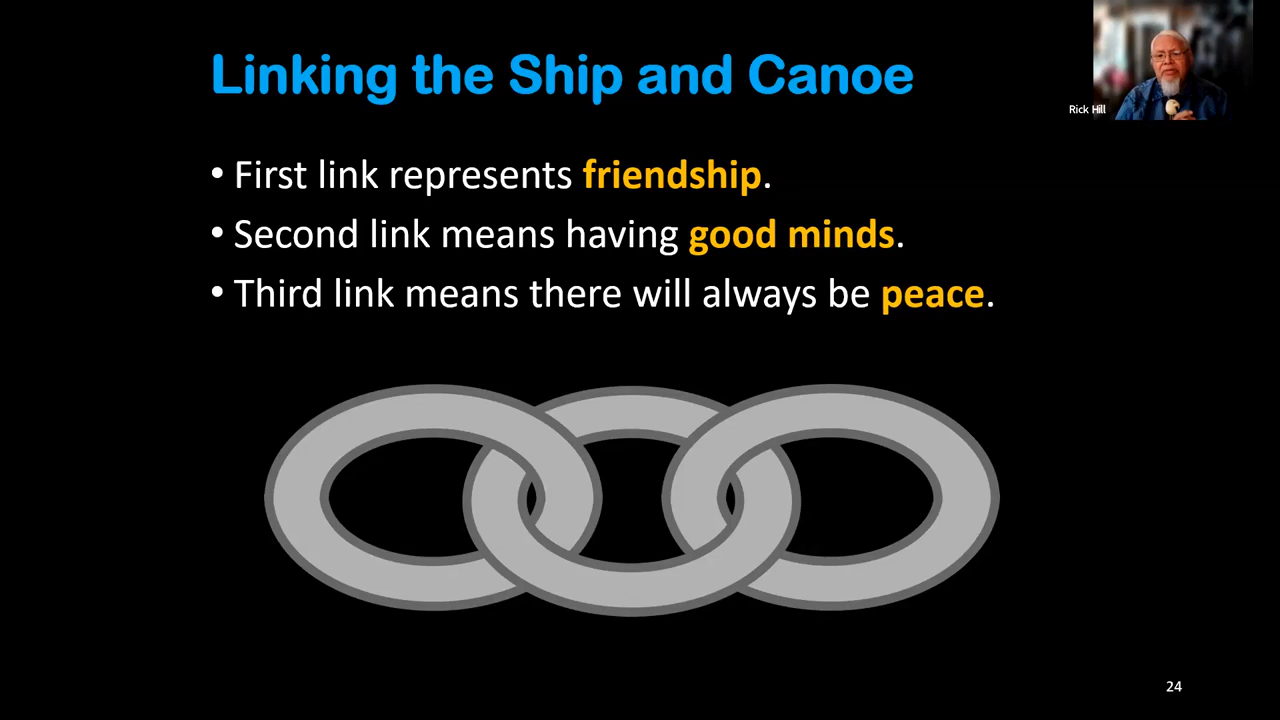 Linking the Ship and Canoe
Rick Hill
• First link represents friendship.
• Second link means having good minds.
• Third link means there will always be peace.
24